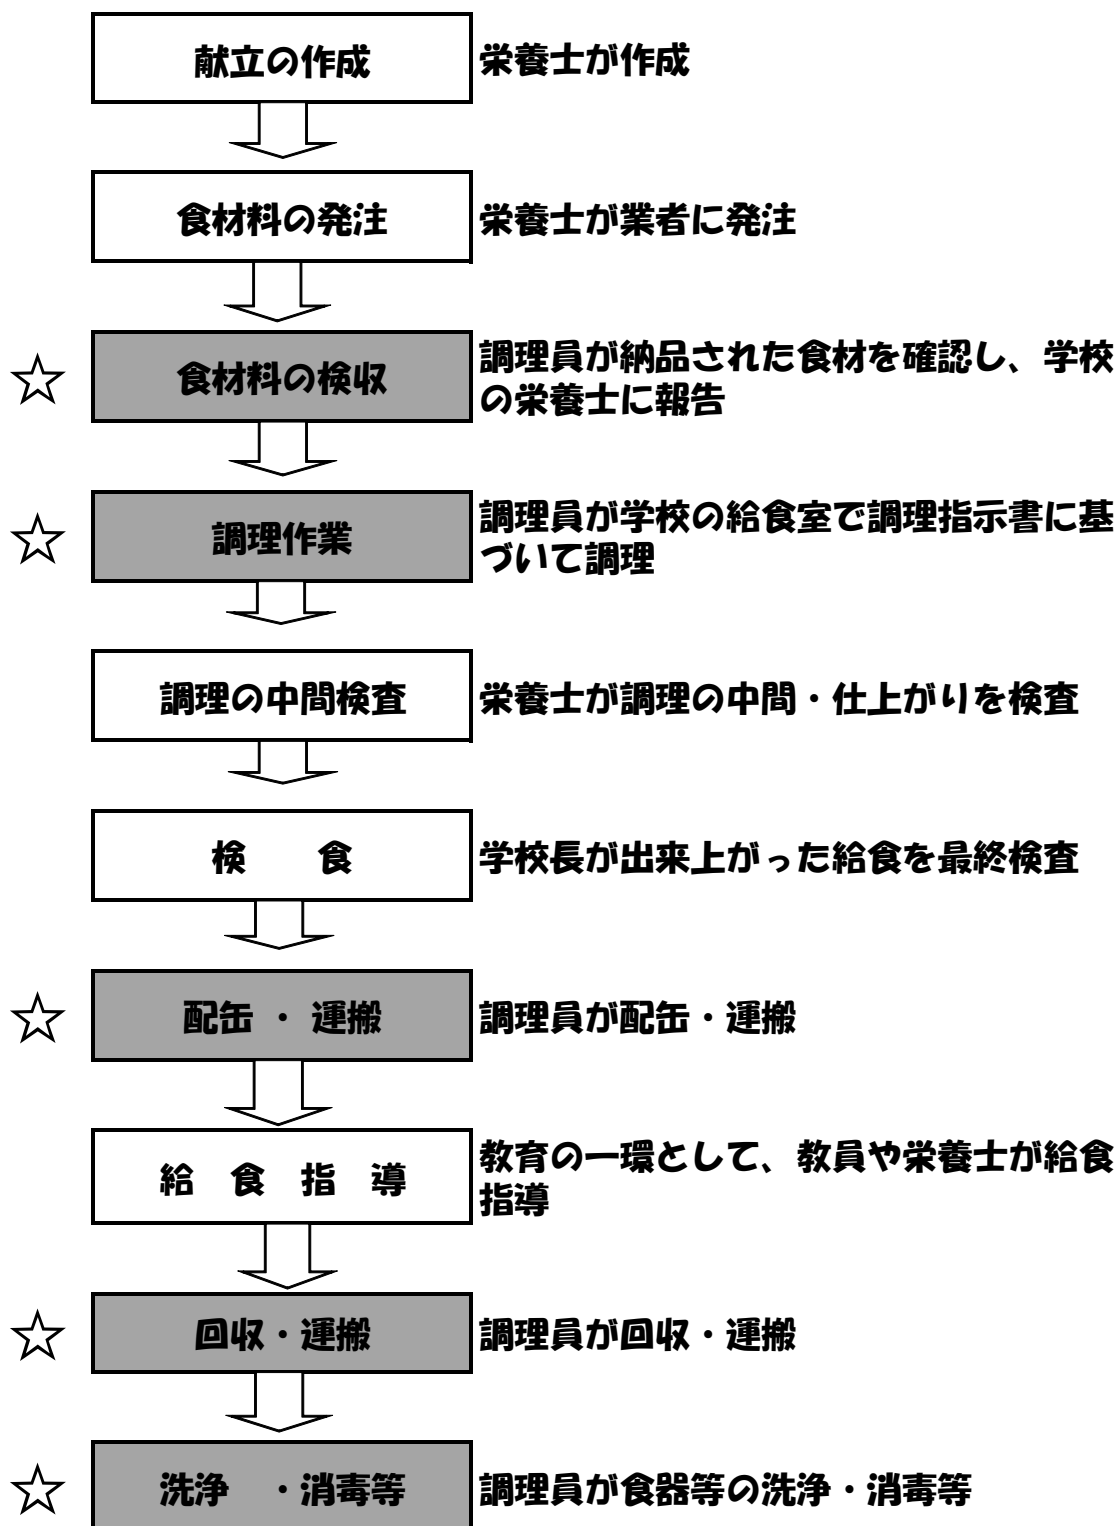 献立の作成
栄養士が作成
食材料の発注
栄養士が業者に発注
☆
食材料の検収
調理員が納品された食材を確認し、学校
の栄養士に報告
☆
調理作業
調理員が学校の給食室で調理指示書に基
づいて調理
調理の中間検査
栄養士が調理の中間・仕上がりを検査
検　　食
学校長が出来上がった給食を最終検査
☆
配缶 ・ 運搬
調理員が配缶・運搬
給　食　指　導
教育の一環として、教員や栄養士が給食
指導
☆
回収・運搬
調理員が回収・運搬
☆
洗浄　・消毒等
調理員が食器等の洗浄・消毒等